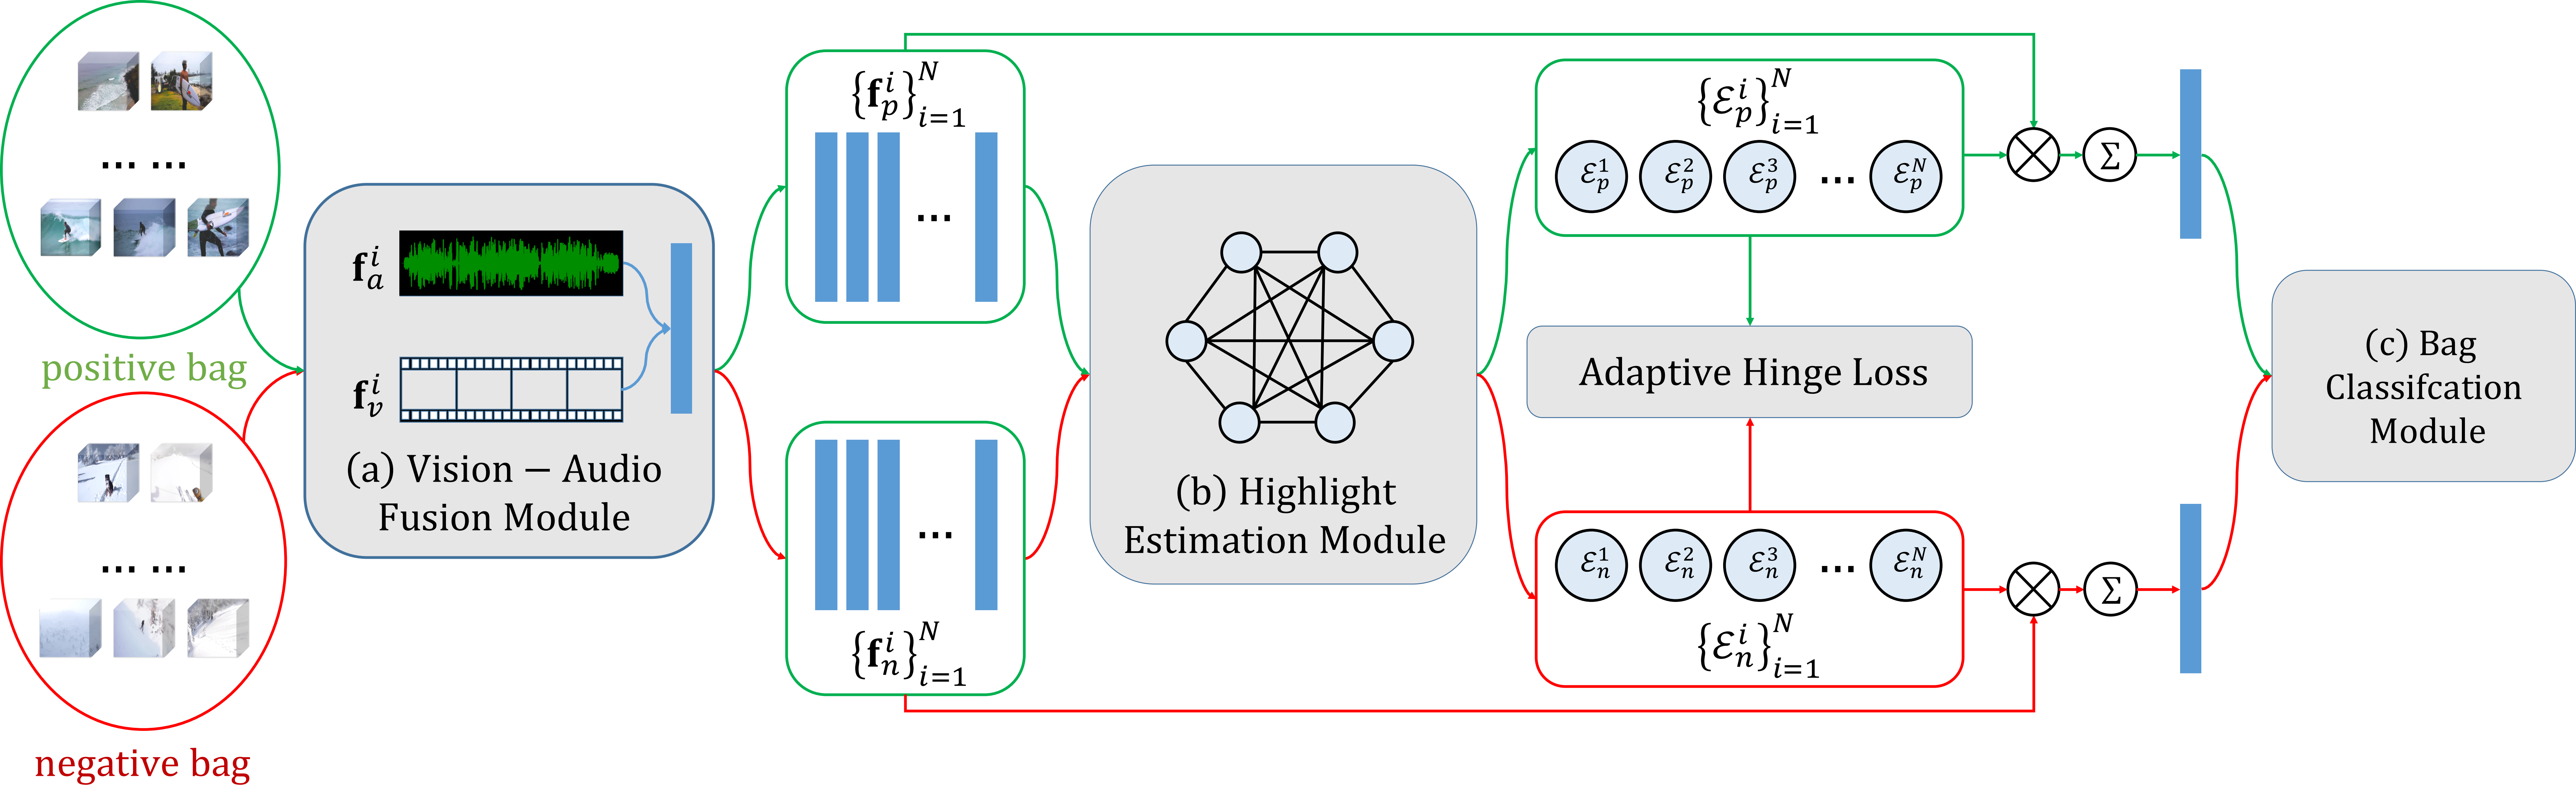 positive bag
negative bag
… …
… …
𝐟_a^i
𝐟_v^i
(a) Vision − Audio
Fusion Module
{𝐟_p^i}_{i=1}^N
…
…
{𝐟_n^i}_{i=1}^N
(b) Highlight
Estimation Module
{ℰ_p^i}_{i=1}^N
ℰ_p^1 ℰ_p^2 ℰ_p^3 … ℰ_p^N
Adaptive Hinge Loss
ℰ_n^1 ℰ_n^2 ℰ_n^3 … ℰ_n^N
{ℰ_n^i}_{i=1}^N
Σ
Σ
(c) Bag
Classifcation
Module